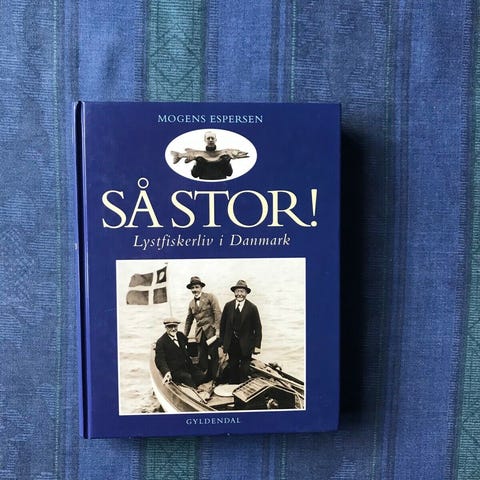 MOGENS ESPERSEN
SÅ STOR!
Lystfiskerliv i Danmark
GYLDENDAL